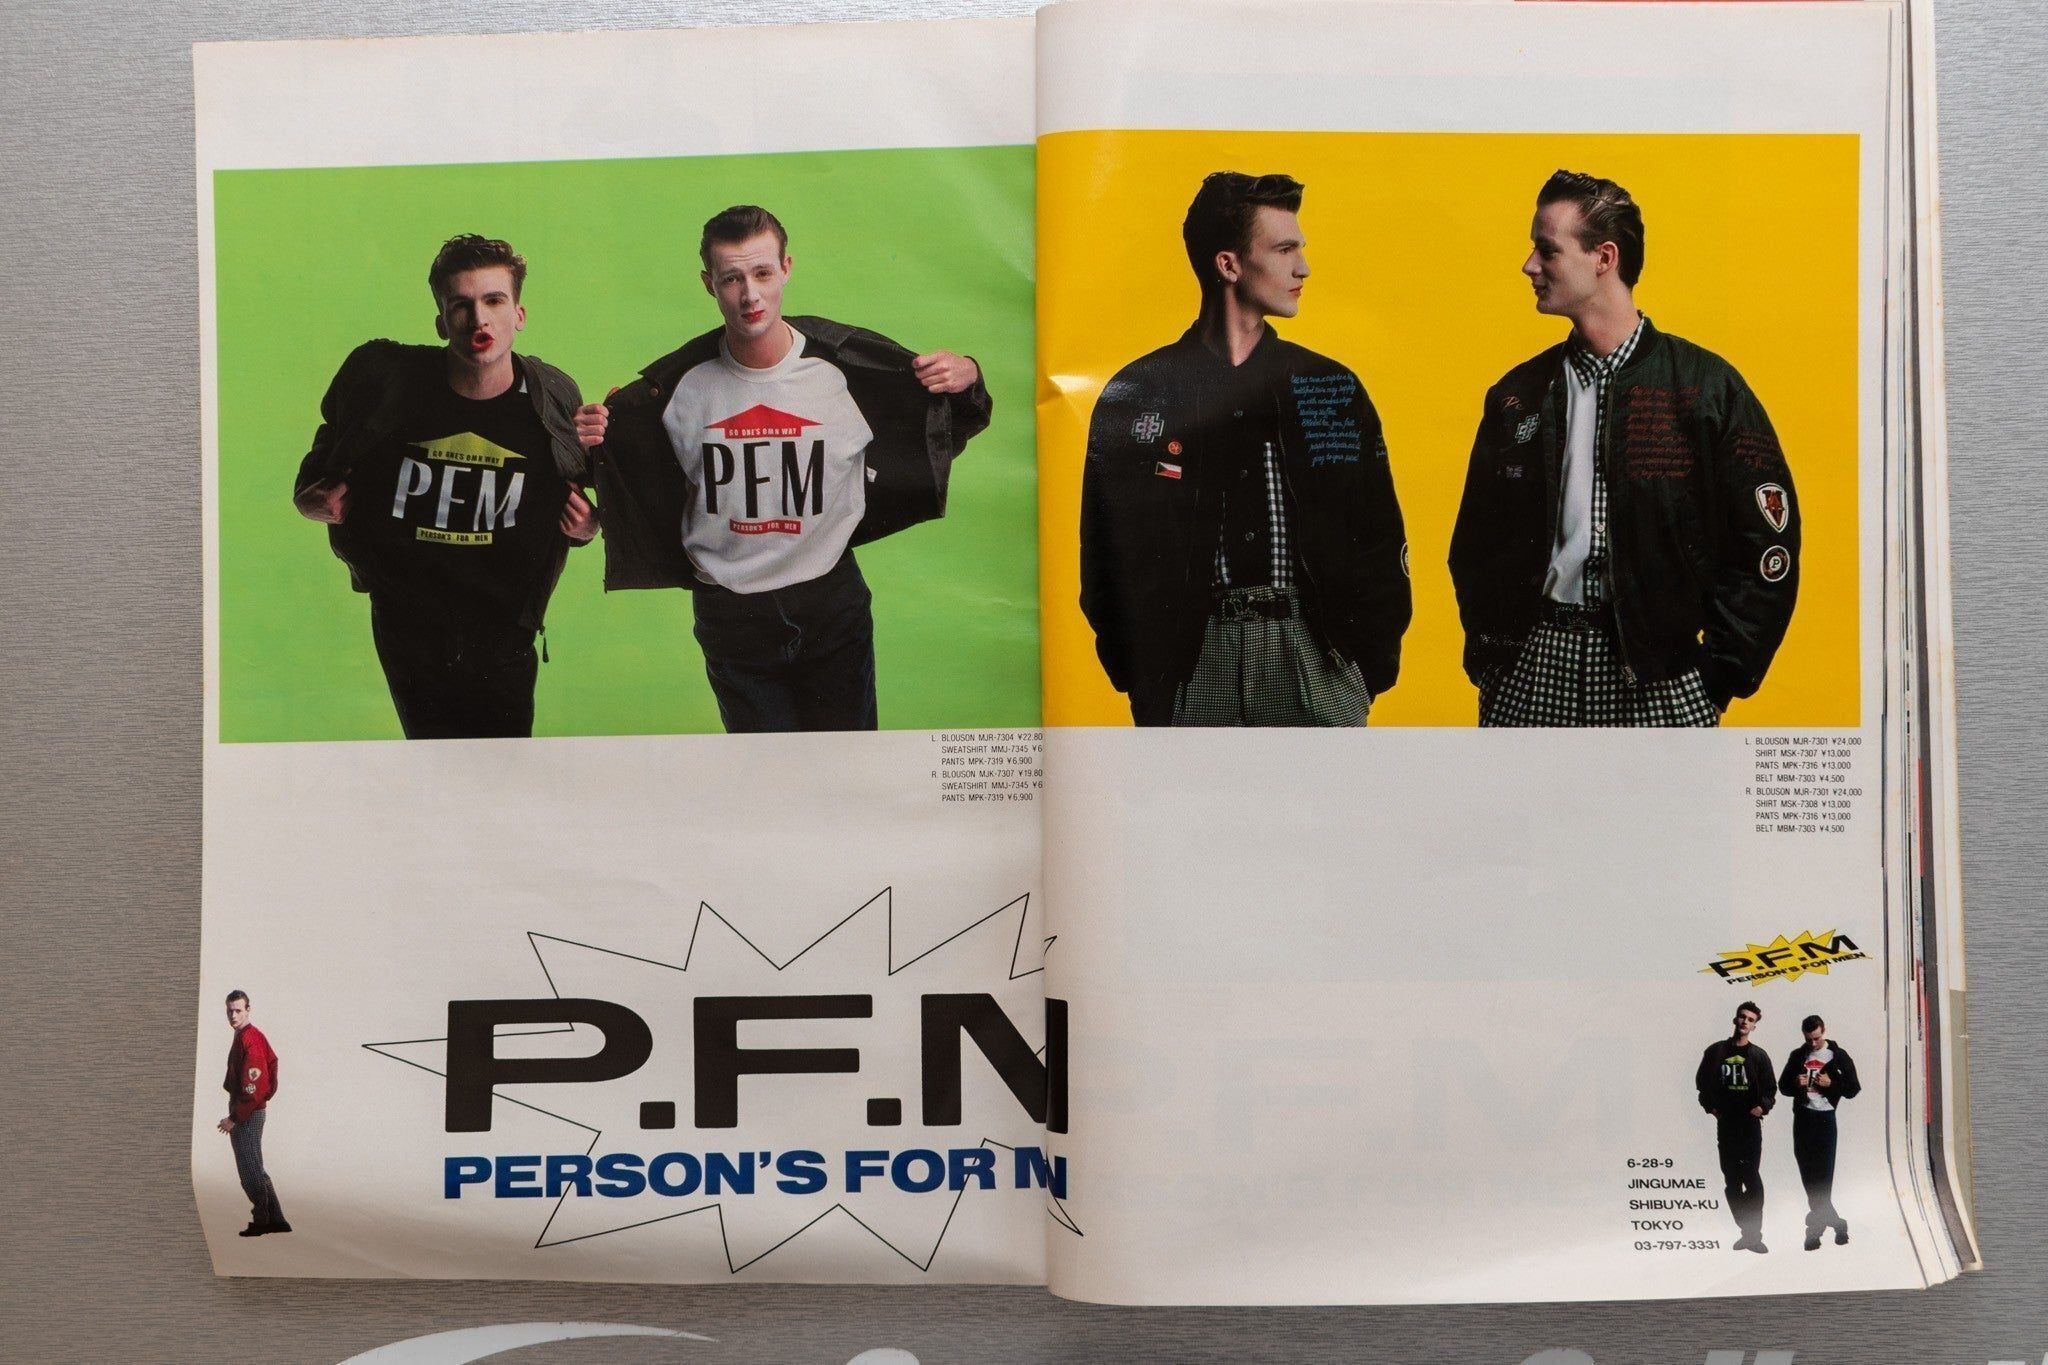 GO ONE'S OWN WAY
PFM
PERSON'S FOR MEN
GO ONE'S OWN WAY
PFM
PERSON'S FOR MEN
L. BLOUSON MJR-7304 ¥22,80
SWEATSHIRT MMJ-7345 ¥6
PANTS MPK-7319 ¥6,900
R. BLOUSON MJK-7307 ¥19,80
SWEATSHIRT MMJ-7345 ¥6
PANTS MPK-7319 ¥6,900
P.F.M
PERSON'S FOR M
L. BLOUSON MJR-7301 ¥24,000
SHIRT MSK-7307 ¥13,000
PANTS MPK-7316 ¥13,000
BELT MBM-7303 ¥4,500
R. BLOUSON MJR-7301 ¥24,000
SHIRT MSK-7308 ¥13,000
PANTS MPK-7316 ¥13,000
BELT MBM-7303 ¥4,500
P.F.M
PERSON'S FOR MEN
PFM
6-28-9
JINGUMAE
SHIBUYA-KU
TOKYO
03-797-3331